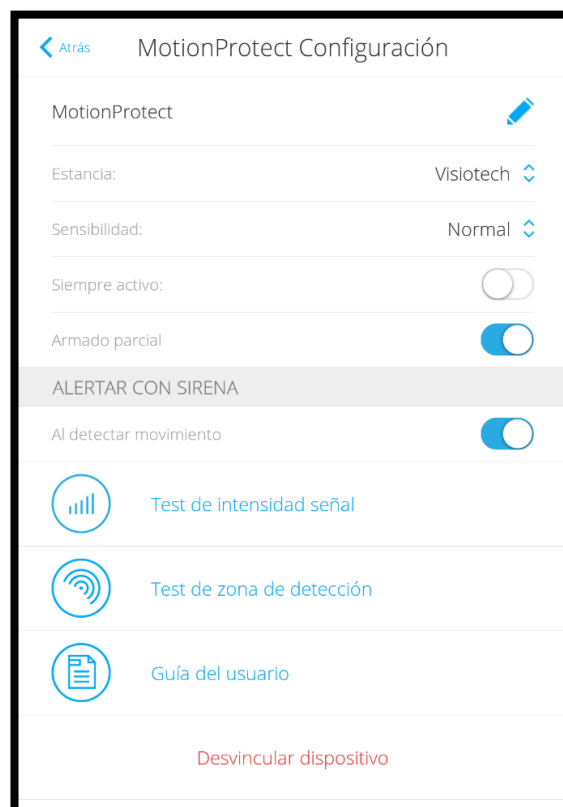 Atrás MotionProtect Configuración
MotionProtect
Estancia: Visiotech
Sensibilidad: Normal
Siempre activo:
Armado parcial
ALERTAR CON SIRENA
Al detectar movimiento
Test de intensidad señal
Test de zona de detección
Guía del usuario
Desvincular dispositivo